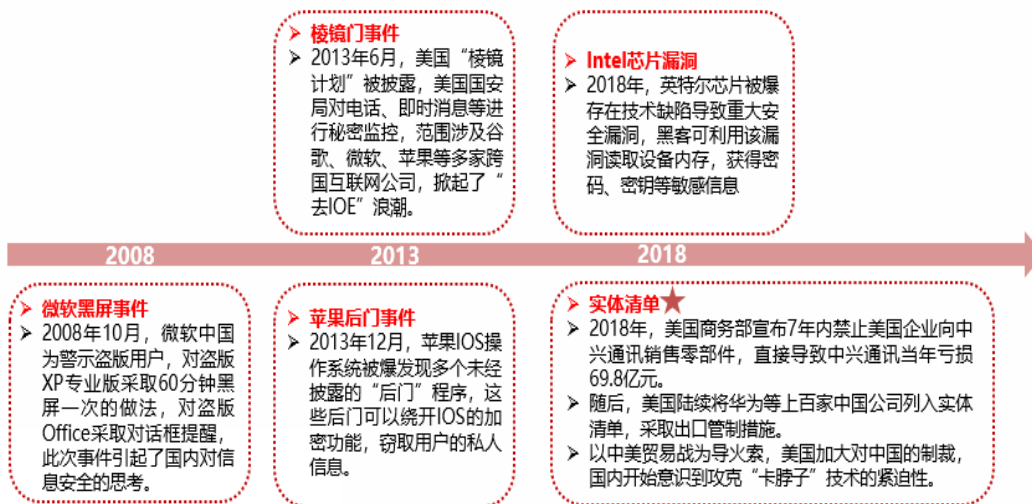 棱镜门事件
2013年6月，美国“棱镜
计划”被披露，美国国安
局对电话、即时消息等进
行秘密监控，范围涉及谷
歌、微软、苹果等多家跨
国互联网公司，掀起了“
去IOE”浪潮。
Intel芯片漏洞
2018年，英特尔芯片被爆
存在技术缺陷导致重大安
全漏洞，黑客可利用该漏
洞读取设备内存，获得密
码、密钥等敏感信息
2008
2013
2018
微软黑屏事件
2008年10月，微软中国
为警示盗版用户，对盗版
XP专业版采取60分钟黑
屏一次的做法，对盗版
Office采取对话框提醒，
此次事件引起了国内对信
息安全的思考。
苹果后门事件
2013年12月，苹果IOS操
作系统被爆发现多个未经
披露的“后门”程序，这
些后门可以绕开IOS的加
密功能，窃取用户的私人
信息。
实体清单
2018年，美国商务部宣布7年内禁止美国企业向中
兴通讯销售零部件，直接导致中兴通讯当年亏损
69.8亿元。
随后，美国陆续将华为等上百家中国公司列入实体
清单，采取出口管制措施。
以中美贸易战为导火索，美国加大对中国的制裁，
国内开始意识到攻克“卡脖子”技术的紧迫性。